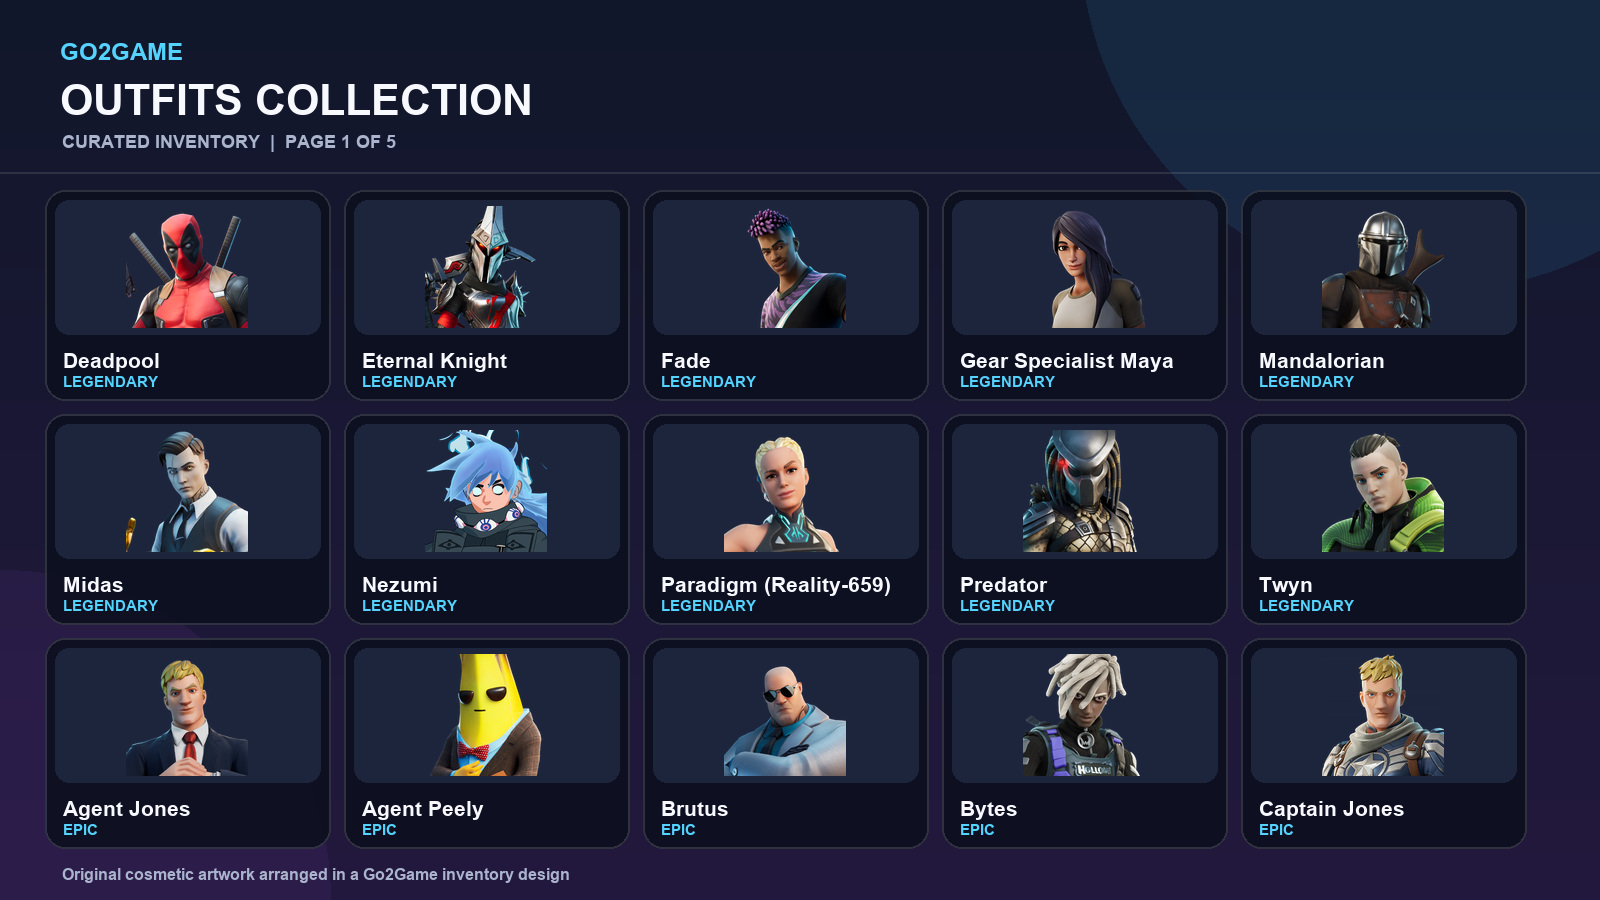 GO2GAME
OUTFITS COLLECTION
CURATED INVENTORY | PAGE 1 OF 5
Deadpool
LEGENDARY
Eternal Knight
LEGENDARY
Fade
LEGENDARY
Gear Specialist Maya
LEGENDARY
Mandalorian
LEGENDARY
Midas
LEGENDARY
Nezumi
LEGENDARY
Paradigm (Reality-659)
LEGENDARY
Predator
LEGENDARY
Twyn
LEGENDARY
Agent Jones
EPIC
Agent Peely
EPIC
Brutus
EPIC
Bytes
EPIC
Captain Jones
EPIC
Original cosmetic artwork arranged in a Go2Game inventory design